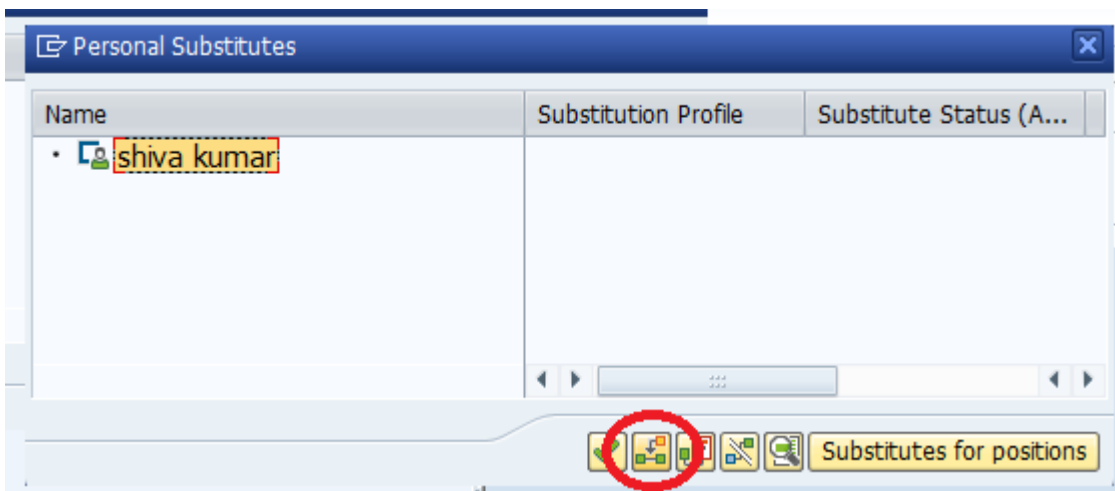 Personal Substitutes
Name Substitution Profile Substitute Status (A...
shiva kumar
Substitutes for positions